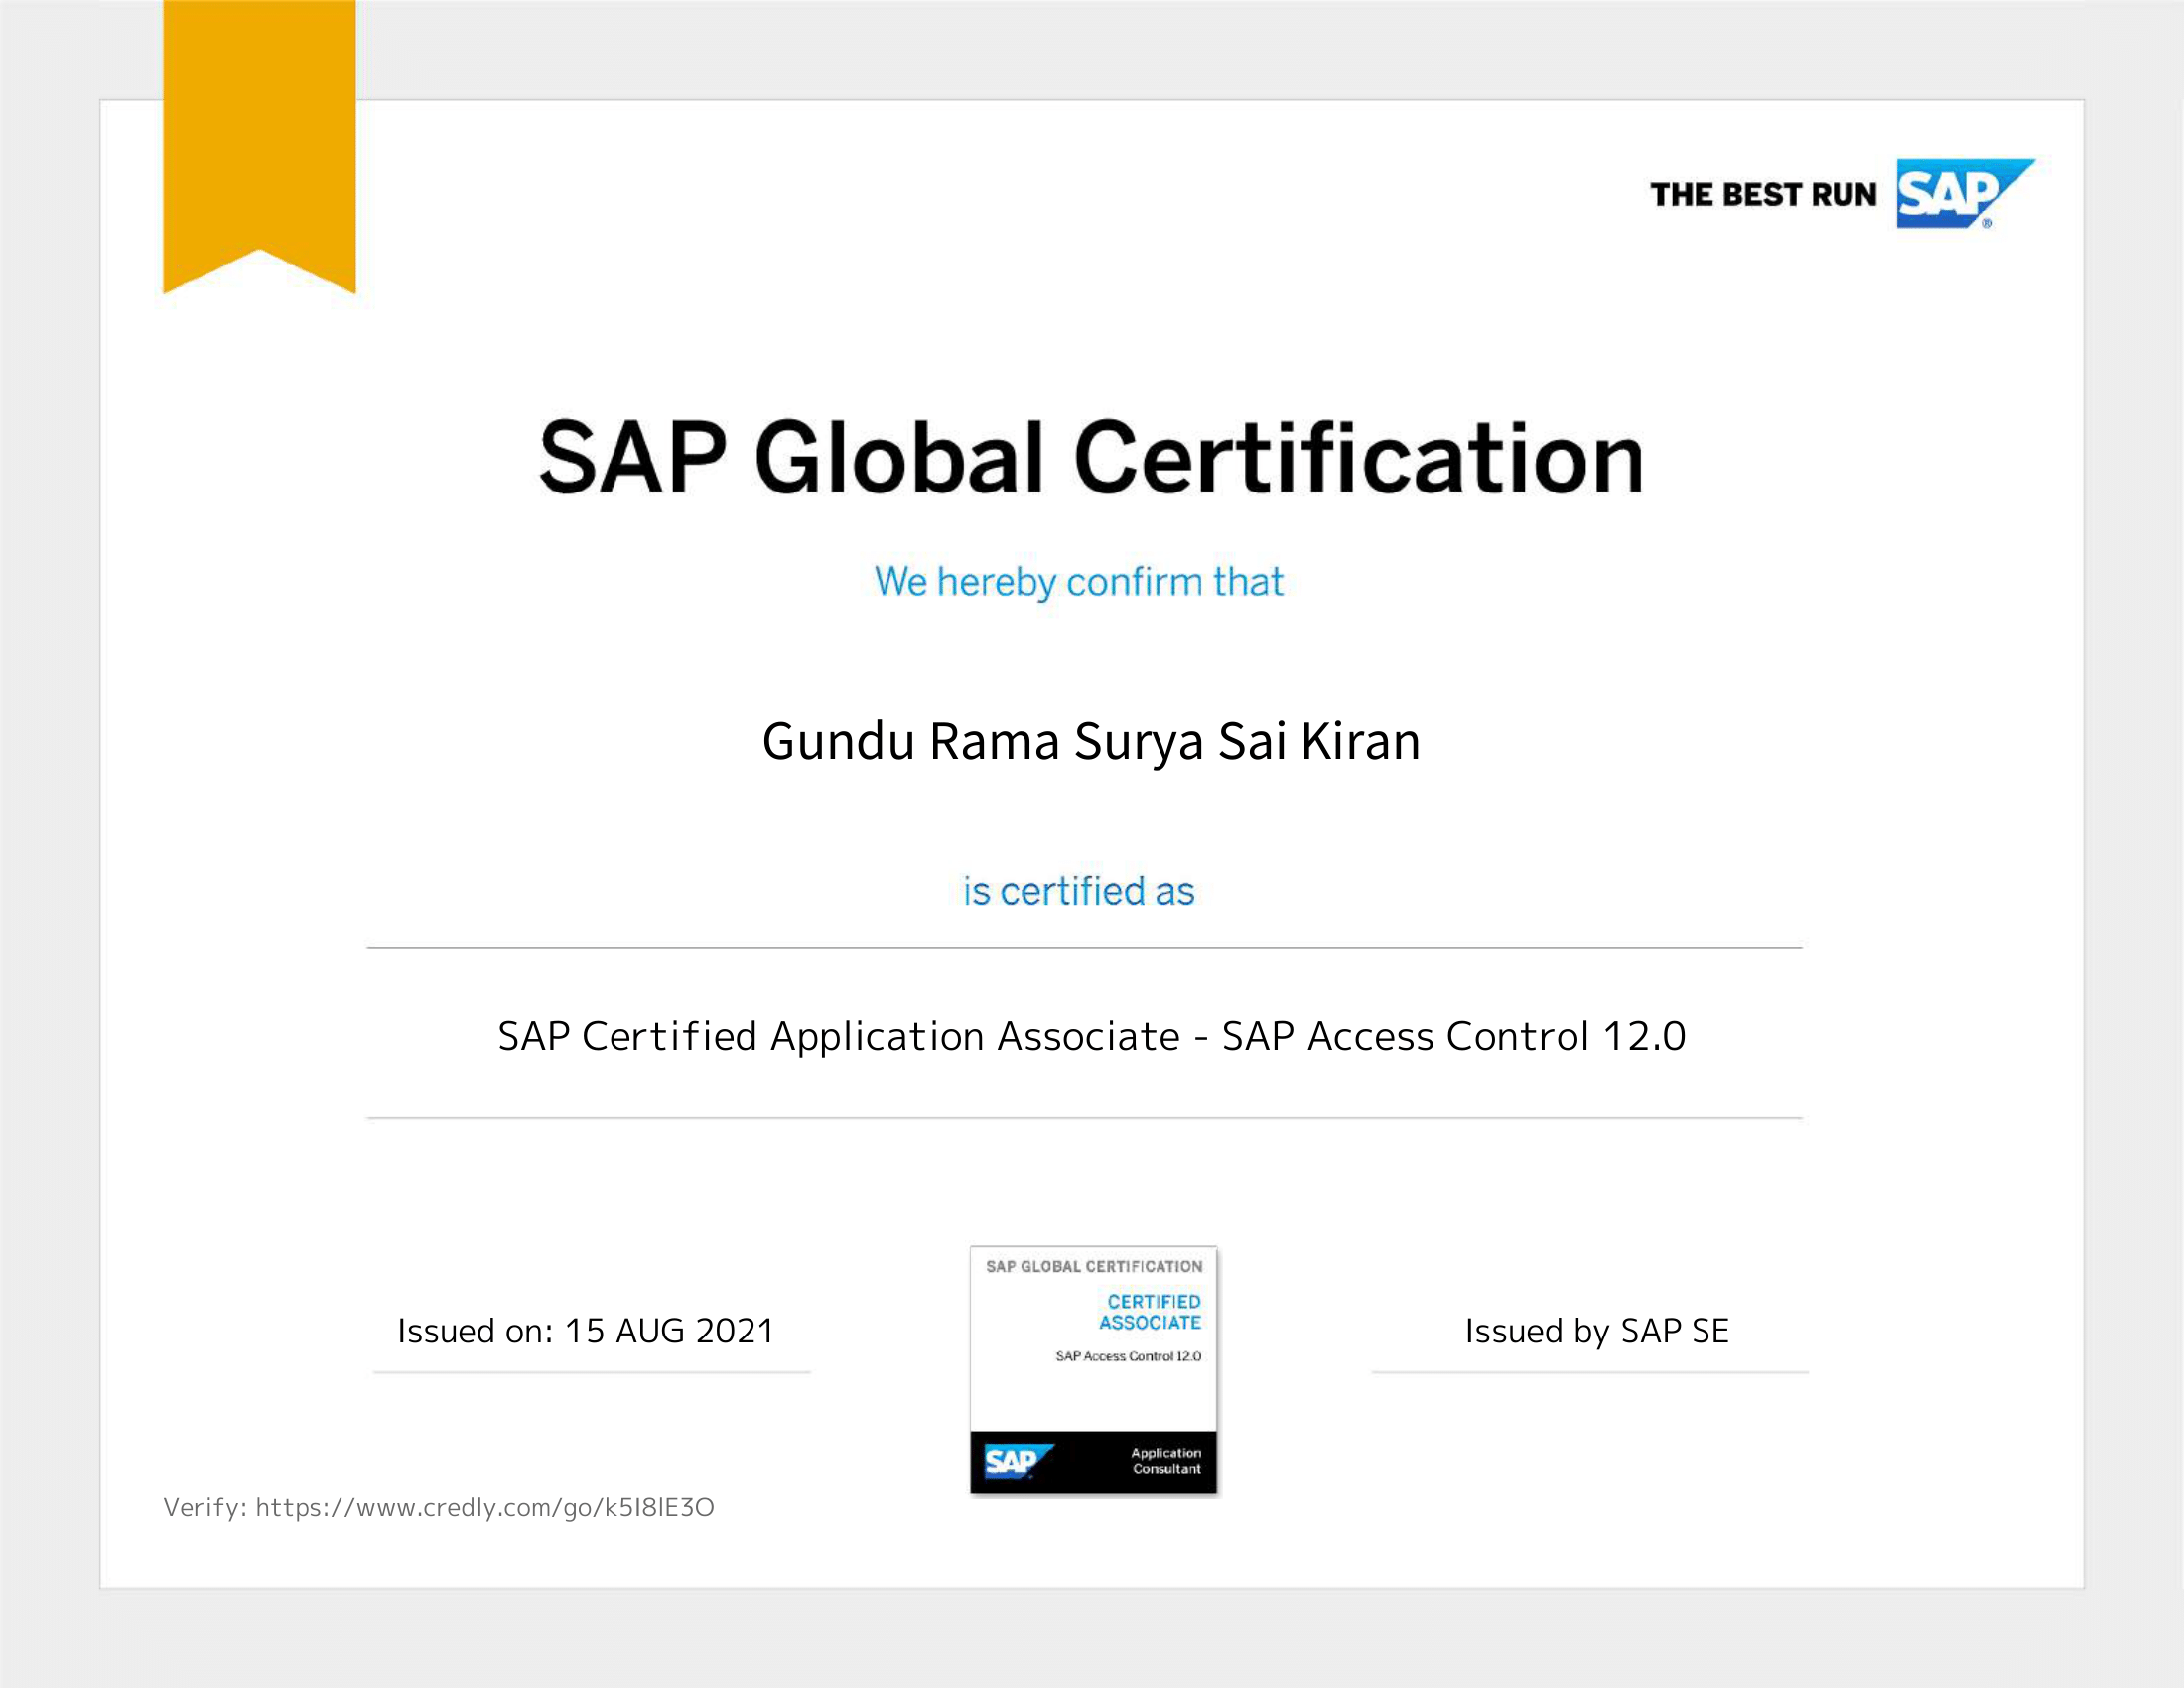 THE BEST RUN SAP®
SAP Global Certification
We hereby confirm that
Gundu Rama Surya Sai Kiran
is certified as
SAP Certified Application Associate - SAP Access Control 12.0
SAP GLOBAL CERTIFICATION
CERTIFIED
ASSOCIATE
SAP Access Control 12.0
SAP
Application
Consultant
Issued on: 15 AUG 2021
Issued by SAP SE
Verify: https://www.credly.com/go/k5I8lE3O